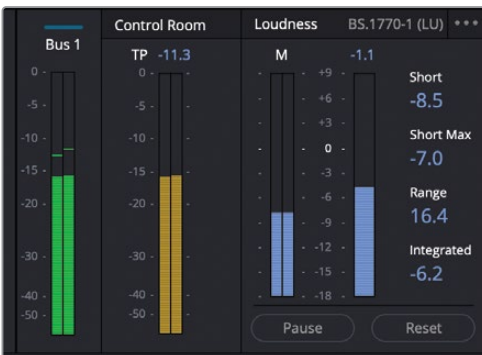 Control Room
Loudness BS.1770-1 (LU)
Bus 1
TP -11.3
M -1.1
0
-5
-10
-15
-20
-30
-40
-50
0
-5
-10
-15
-20
-30
-40
-50
+9
+6
+3
0
-3
-6
-9
-12
-15
-18
Short
-8.5
Short Max
-7.0
Range
16.4
Integrated
-6.2
Pause
Reset